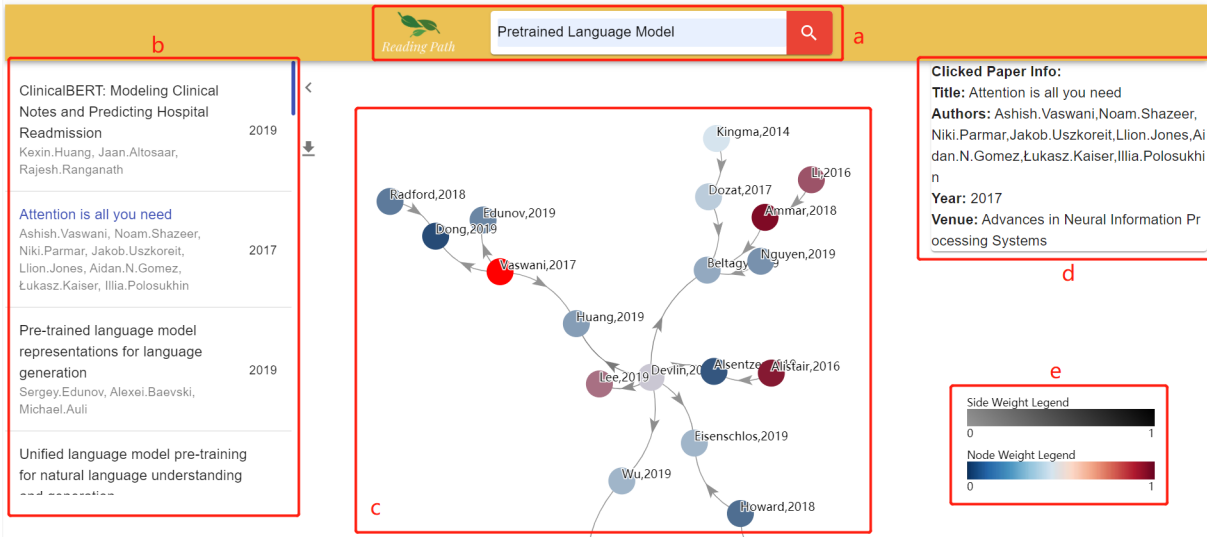 Reading Path
Pretrained Language Model
a
b
ClinicalBERT: Modeling Clinical
Notes and Predicting Hospital
Readmission
2019
Kexin.Huang, Jaan.Altosaar,
Rajesh.Ranganath
Attention is all you need
Ashish.Vaswani, Noam.Shazeer,
Niki.Parmar, Jakob.Uszkoreit,
2017
Llion.Jones, Aidan.N.Gomez,
Łukasz.Kaiser, Illia.Polosukhin
Pre-trained language model
representations for language
generation
2019
Sergey.Edunov, Alexei.Baevski,
Michael.Auli
Unified language model pre-training
for natural language understanding
and generation
Kingma,2014
Li,2016
Radford,2018
Dozat,2017
Edunov,2019
Ammar,2018
Dong,2019
Nguyen,2019
Vaswani,2017
Huang,2019
Lee,2019
Alistair,2016
Eisenschlos,2019
Wu,2019
Howard,2018
c
Clicked Paper Info:
Title: Attention is all you need
Authors: Ashish.Vaswani,Noam.Shazeer,
Niki.Parmar,Jakob.Uszkoreit,Llion.Jones,Ai
dan.N.Gomez,Łukasz.Kaiser,Illia.Polosukhi
n
Year: 2017
Venue: Advances in Neural Information Pr
ocessing Systems
d
e
Side Weight Legend
0 1
Node Weight Legend
0 1